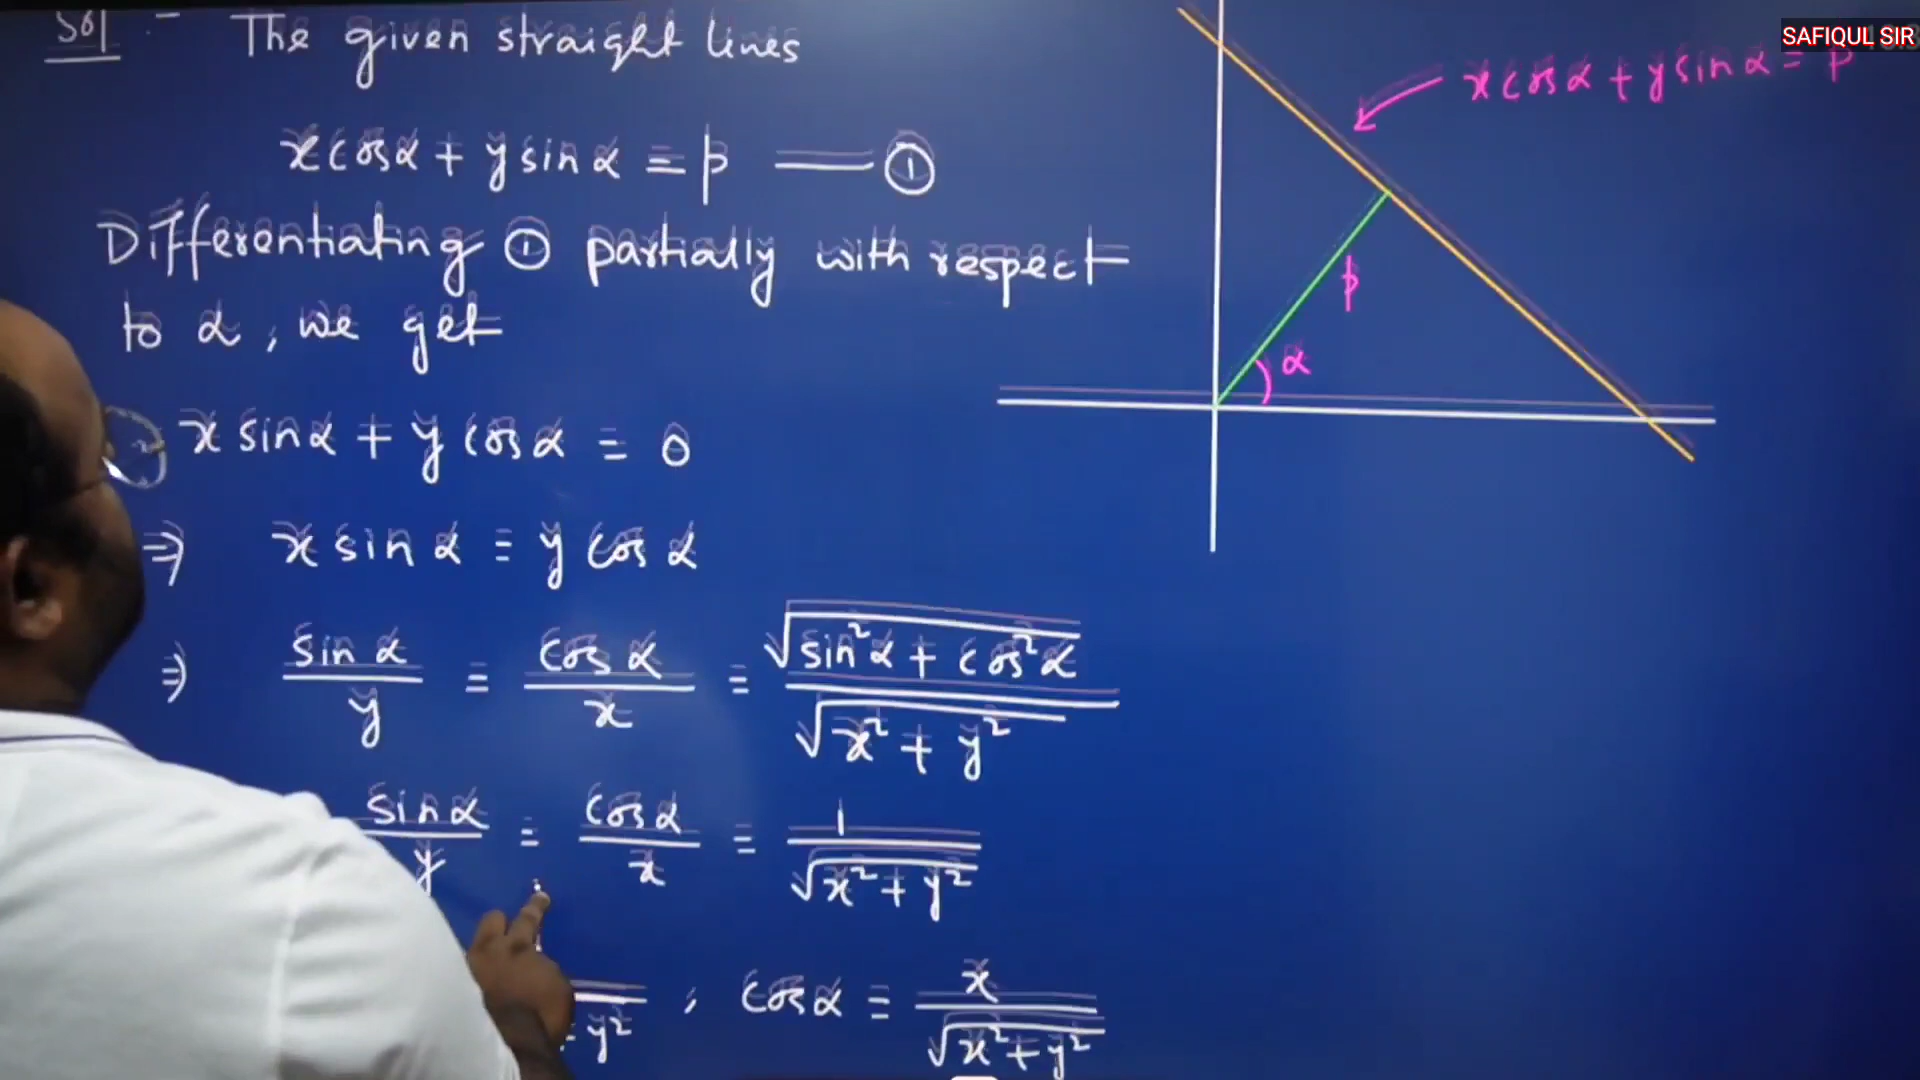 Sol :- The given straight lines
x cos α + y sin α = p —— ①
Differentiating ① partially with respect
to α, we get
x sin α + y cos α = 0
⇒ x sin α = y cos α
⇒ sin α / y = cos α / x = √(sin²α + cos²α) / √(x² + y²)
sin α / y = cos α / x = 1 / √(x² + y²)
y² , cos α = x / √(x² + y²)
SAFIQUL SIR
x cos α + y sin α = p
p
α